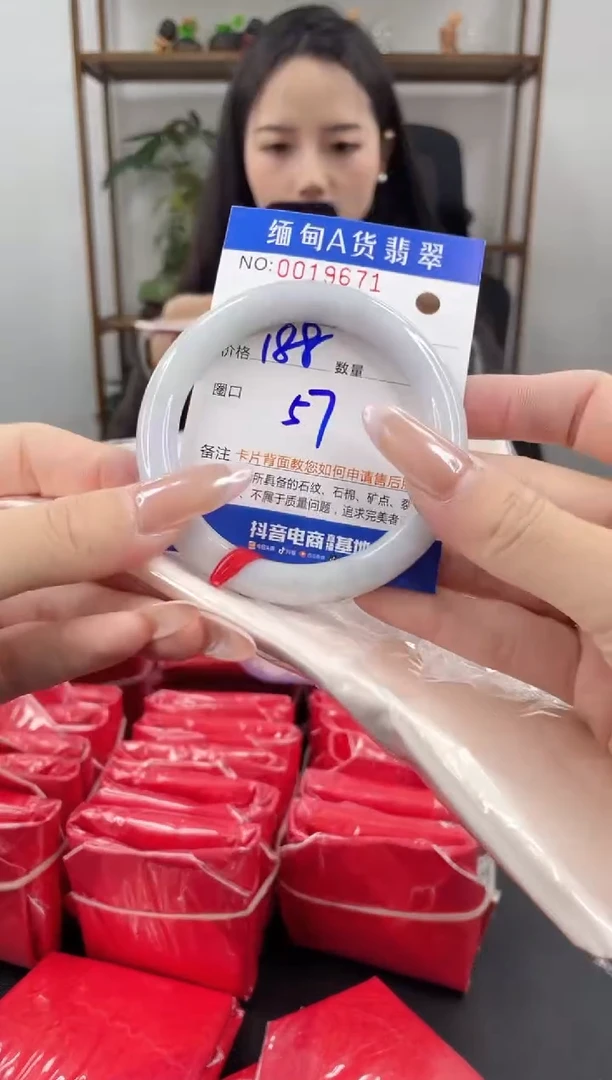 缅甸A货翡翠
NO:0019671
价格 188 数量
圈口 57
备注 卡片背面教您如何申请售后
所具备的石纹、石棉、矿点、
、不属于质量问题，追求完美者
抖音电商直播基地